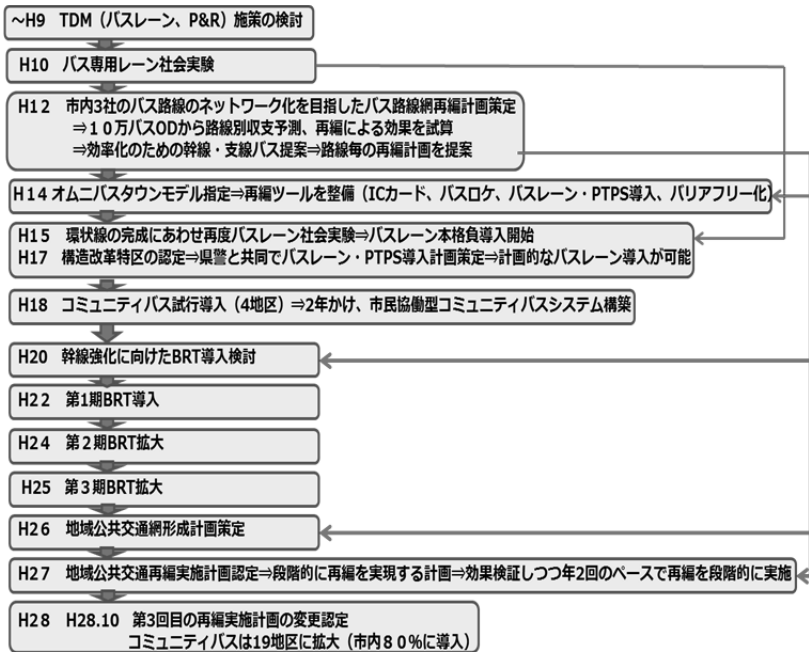 ～H9 TDM（バスレーン、P&R）施策の検討
H10 バス専用レーン社会実験
H12 市内3社のバス路線のネットワーク化を目指したバス路線網再編計画策定
⇒１０万バスODから路線別収支予測、再編による効果を試算
⇒効率化のための幹線・支線バス提案⇒路線毎の再編計画を提案
H14 オムニバスタウンモデル指定⇒再編ツールを整備（ICカード、バスロケ、バスレーン・PTPS導入、バリアフリー化）
H15 環状線の完成にあわせ再度バスレーン社会実験⇒バスレーン本格負導入開始
H17 構造改革特区の認定⇒県警と共同でバスレーン・PTPS導入計画策定⇒計画的なバスレーン導入が可能
H18 コミュニティバス試行導入（4地区）⇒2年かけ、市民協働型コミュニティバスシステム構築
H20 幹線強化に向けたBRT導入検討
H22 第1期BRT導入
H24 第２期BRT拡大
H25 第３期BRT拡大
H26 地域公共交通網形成計画策定
H27 地域公共交通再編実施計画認定⇒段階的に再編を実現する計画⇒効果検証しつつ年2回のペースで再編を段階的に実施
H28 H28.10 第3回目の再編実施計画の変更認定
コミュニティバスは19地区に拡大（市内８０％に導入）